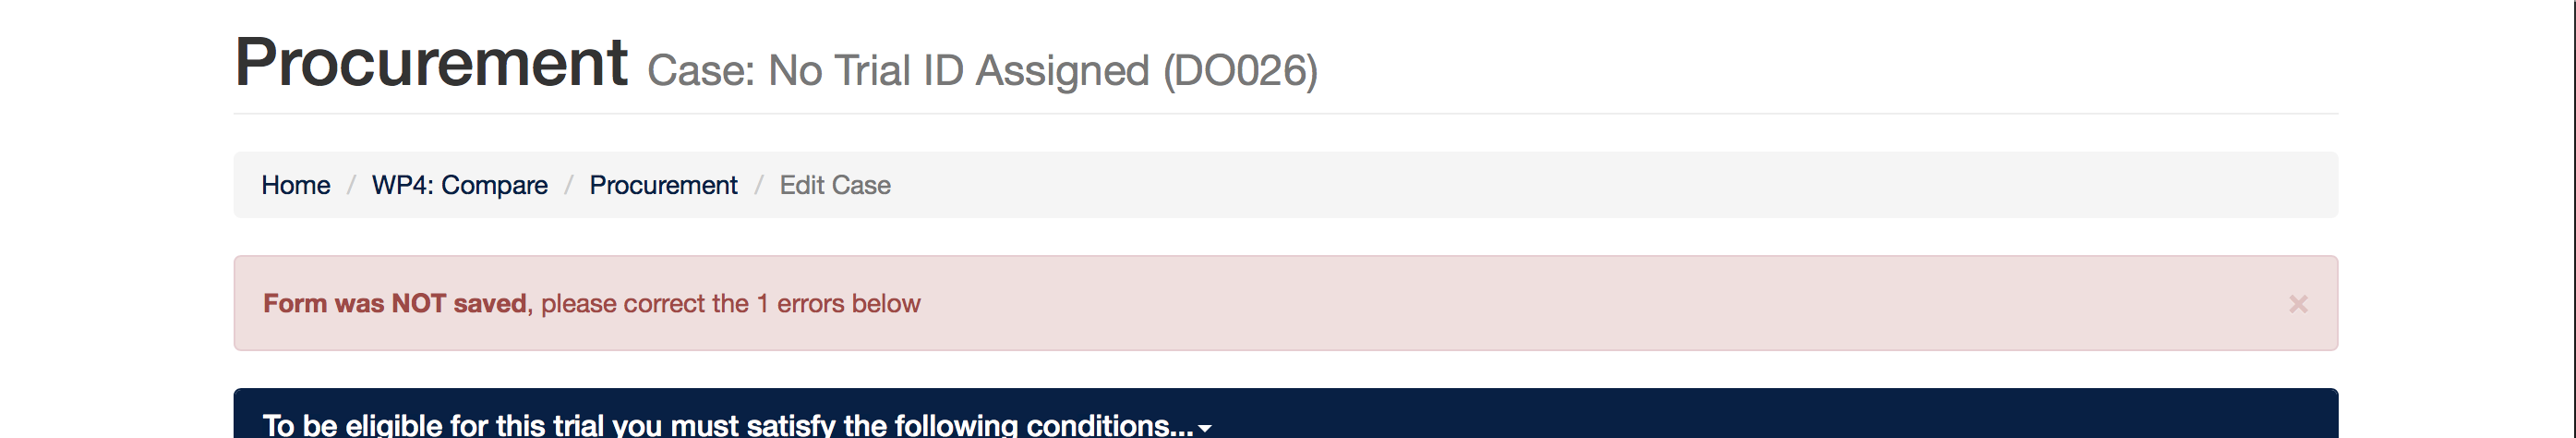 Procurement Case: No Trial ID Assigned (DO026)
Home / WP4: Compare / Procurement / Edit Case
Form was NOT saved, please correct the 1 errors below ×
To be eligible for this trial you must satisfy the following conditions...